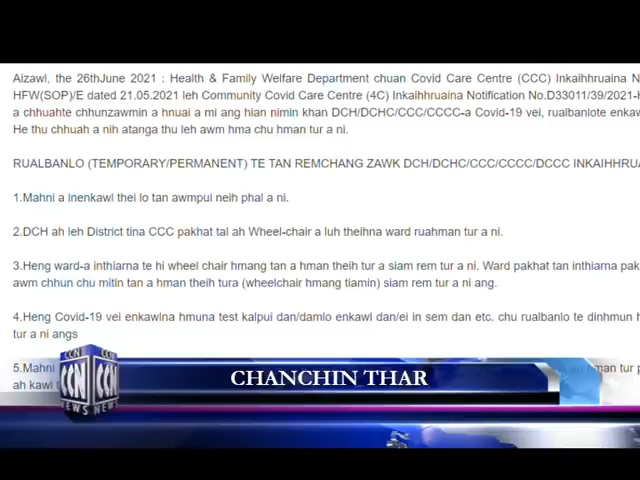 Aizawl, the 26thJune 2021 : Health & Family Welfare Department chuan Covid Care Centre (CCC) Inkaihhruaina
HFW(SOP)/E dated 21.05.2021 leh Community Covid Care Centre (4C) Inkaihhruaina Notification No.D33011/39/2021-
a chhuahte chhunzawmin a hnuai a mi ang hian nimin khan DCH/DCHC/CCC/CCCC-a Covid-19 vei, rualbanlote
He thu chhuah a nih atanga thu leh awm hma chu hman tur a ni.
RUALBANLO (TEMPORARY/PERMANENT) TE TAN REMCHANG ZAWK DCH/DCHC/CCC/CCCC/DCCC
1.Mahni a inenkawl thei lo tan awmpui neih phal a ni.
2.DCH ah leh District tina CCC pakhat tal ah Wheel-chair a luh theihna ward ruahman tur a ni.
3.Heng ward-a inthiarna te hi wheel chair hmang tan a hman theih tur a siam rem tur a ni. Ward pakhat tan inthiarna
awm chhun chu mitin tan a hman theih tura (wheelchair hmang tiamin) siam rem tur a ni ang.
4.Heng Covid-19 vei enkawlna hmuna test kalpui dan/damlo enkawl dan/ei in sem dan etc. chu rualbanlo te dinhmun
tur a ni angs
5.Mahni
ah kawl
CHANCHIN THAR
CCN
CCN CCN
NEWS NEWS